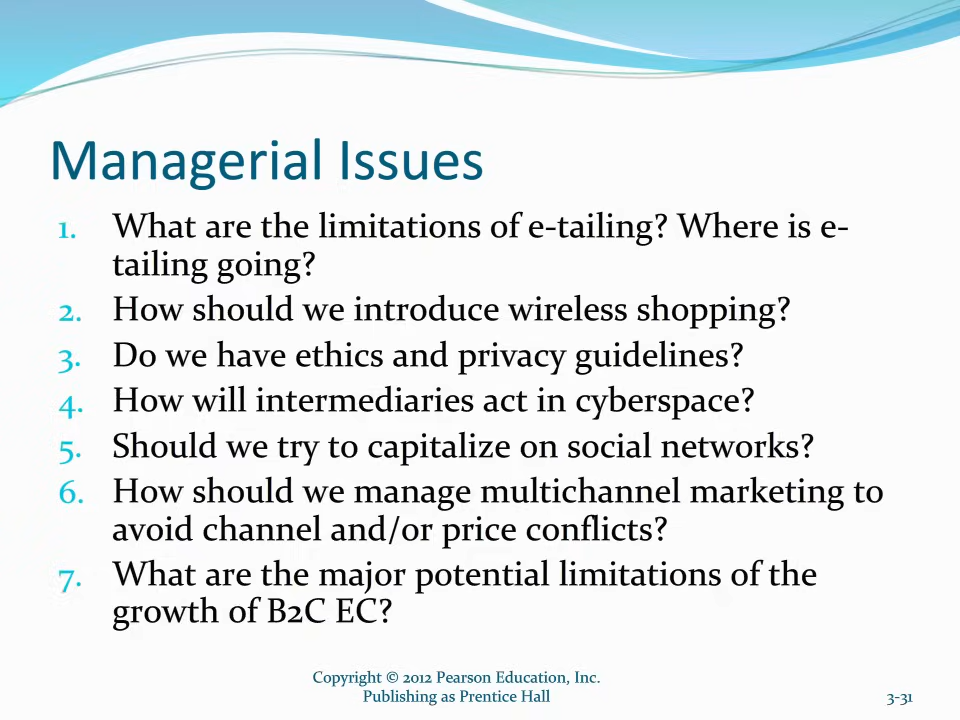 Managerial Issues
1. What are the limitations of e-tailing? Where is e-
tailing going?
2. How should we introduce wireless shopping?
3. Do we have ethics and privacy guidelines?
4. How will intermediaries act in cyberspace?
5. Should we try to capitalize on social networks?
6. How should we manage multichannel marketing to
avoid channel and/or price conflicts?
7. What are the major potential limitations of the
growth of B2C EC?
Copyright © 2012 Pearson Education, Inc.
Publishing as Prentice Hall
3-31